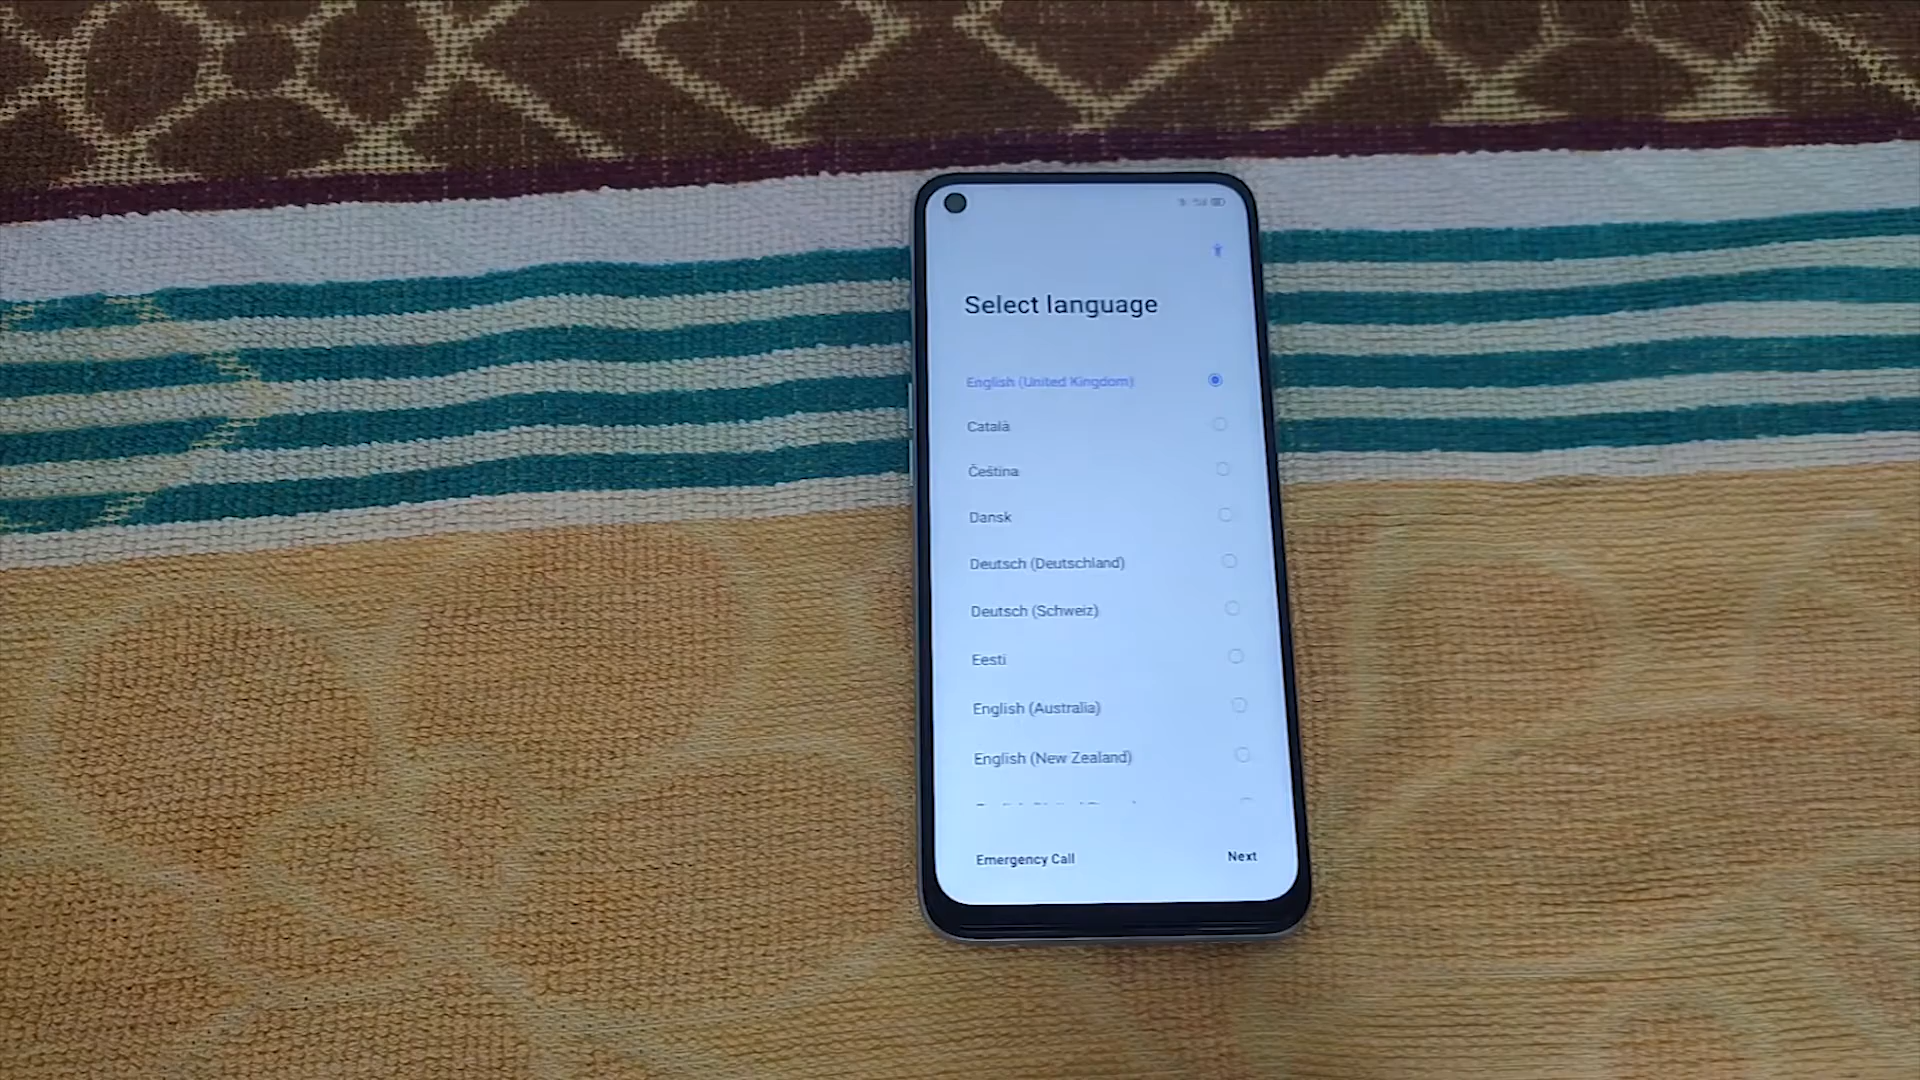 Select language
English (United Kingdom)
Català
Čeština
Dansk
Deutsch (Deutschland)
Deutsch (Schweiz)
Eesti
English (Australia)
English (New Zealand)
Emergency Call
Next